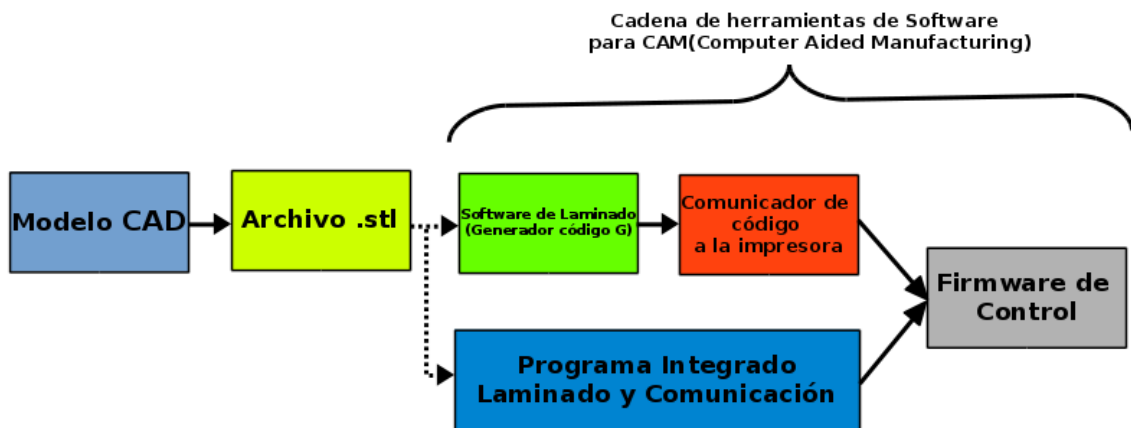 Cadena de herramientas de Software
para CAM(Computer Aided Manufacturing)
Modelo CAD
Archivo .stl
Software de Laminado
(Generador código G)
Comunicador de
código
a la impresora
Programa Integrado
Laminado y Comunicación
Firmware de
Control